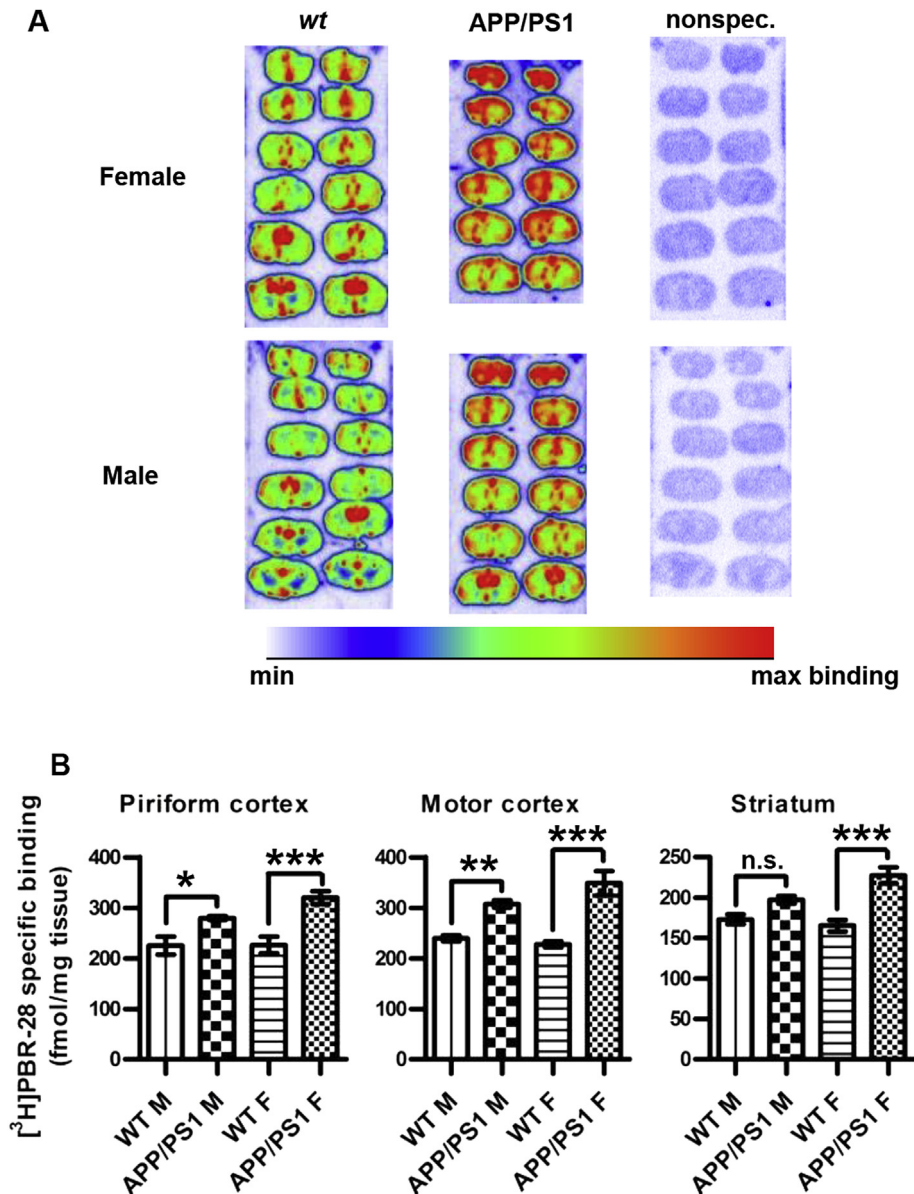 A
wt APP/PS1 nonspec.
Female
Male
min max binding
B
[³H]PBR-28 specific binding
(fmol/mg tissue)
Piriform cortex
400
300
200
100
0
*
***
WT M
APP/PS1 M
WT F
APP/PS1 F
Motor cortex
400
300
200
100
0
**
***
WT M
APP/PS1 M
WT F
APP/PS1 F
Striatum
250
200
150
100
50
0
n.s.
***
WT M
APP/PS1 M
WT F
APP/PS1 F